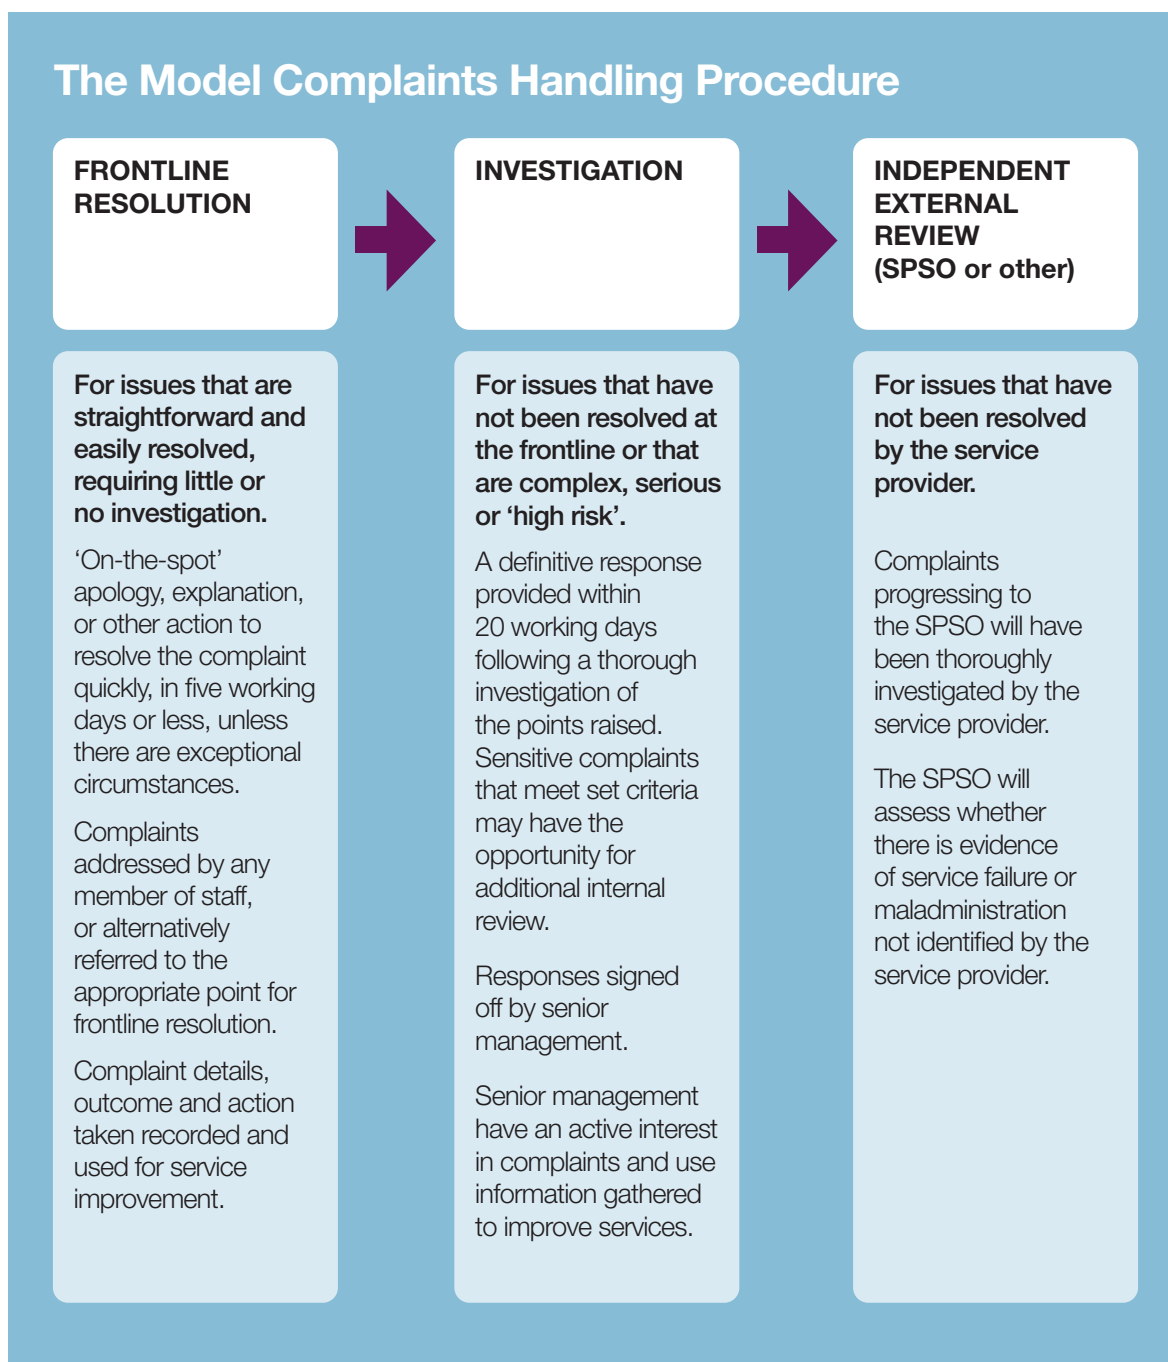 The Model Complaints Handling Procedure
FRONTLINE
RESOLUTION
For issues that are
straightforward and
easily resolved,
requiring little or
no investigation.
‘On-the-spot’
apology, explanation,
or other action to
resolve the complaint
quickly, in five working
days or less, unless
there are exceptional
circumstances.
Complaints
addressed by any
member of staff,
or alternatively
referred to the
appropriate point for
frontline resolution.
Complaint details,
outcome and action
taken recorded and
used for service
improvement.
INVESTIGATION
For issues that have
not been resolved at
the frontline or that
are complex, serious
or ‘high risk’.
A definitive response
provided within
20 working days
following a thorough
investigation of
the points raised.
Sensitive complaints
that meet set criteria
may have the
opportunity for
additional internal
review.
Responses signed
off by senior
management.
Senior management
have an active interest
in complaints and use
information gathered
to improve services.
INDEPENDENT
EXTERNAL
REVIEW
(SPSO or other)
For issues that have
not been resolved
by the service
provider.
Complaints
progressing to
the SPSO will have
been thoroughly
investigated by the
service provider.
The SPSO will
assess whether
there is evidence
of service failure or
maladministration
not identified by the
service provider.